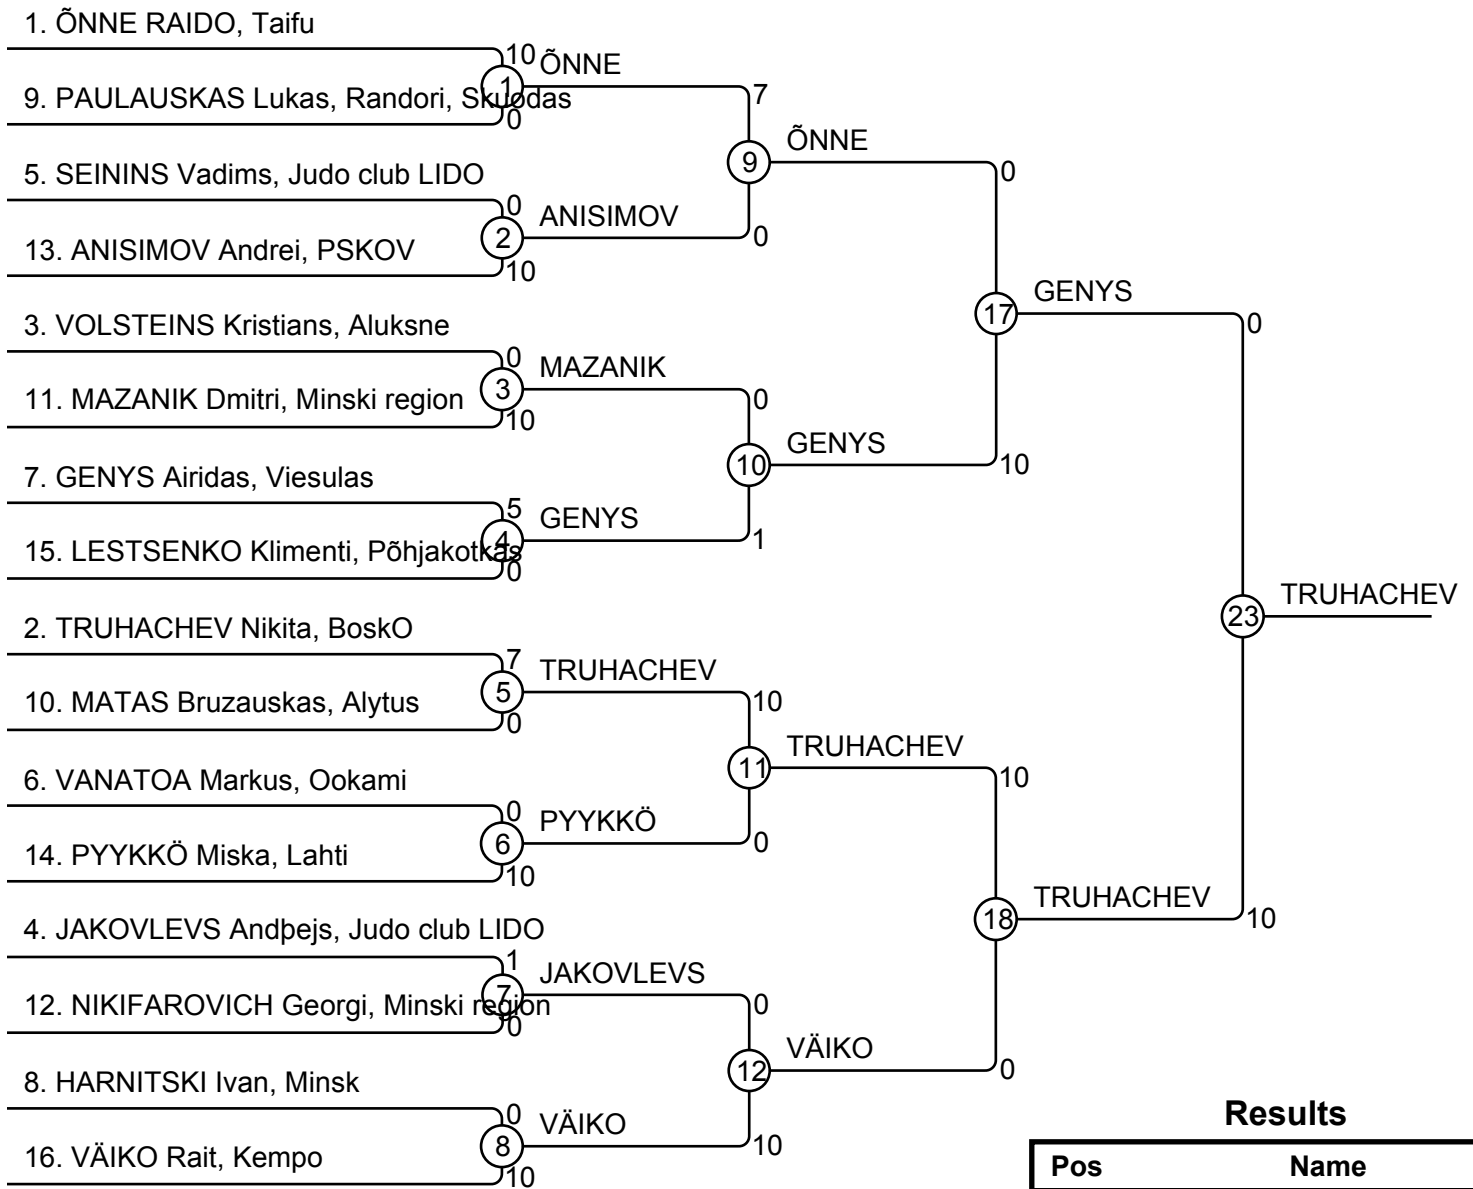 1. ÕNNE RAIDO, Taifu
10
ÕNNE
1
9. PAULAUSKAS Lukas, Randori, Skuodas
0
7
ÕNNE
9
5. SEININS Vadims, Judo club LIDO
0
ANISIMOV
2
0
13. ANISIMOV Andrei, PSKOV
10
0
GENYS
17
3. VOLSTEINS Kristians, Aluksne
0
MAZANIK
3
0
11. MAZANIK Dmitri, Minski region
10
GENYS
10
10
7. GENYS Airidas, Viesulas
5
GENYS
4
1
15. LESTSENKO Klimenti, Põhjakotkas
0
0
TRUHACHEV
23
2. TRUHACHEV Nikita, BoskO
7
TRUHACHEV
5
10
10. MATAS Bruzauskas, Alytus
0
TRUHACHEV
11
10
6. VANATOA Markus, Ookami
0
PYYKKÖ
6
0
14. PYYKKÖ Miska, Lahti
10
TRUHACHEV
18
10
4. JAKOVLEVS Andþejs, Judo club LIDO
1
JAKOVLEVS
7
0
12. NIKIFAROVICH Georgi, Minski region
0
VÄIKO
12
0
8. HARNITSKI Ivan, Minsk
0
VÄIKO
8
10
16. VÄIKO Rait, Kempo
10
Results
Pos Name